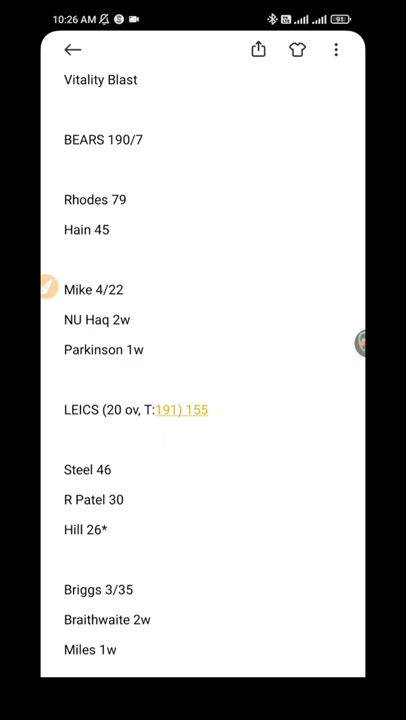 10:26 AM
91
Vitality Blast
BEARS 190/7
Rhodes 79
Hain 45
Mike 4/22
NU Haq 2w
Parkinson 1w
LEICS (20 ov, T:191) 155
Steel 46
R Patel 30
Hill 26*
Briggs 3/35
Braithwaite 2w
Miles 1w